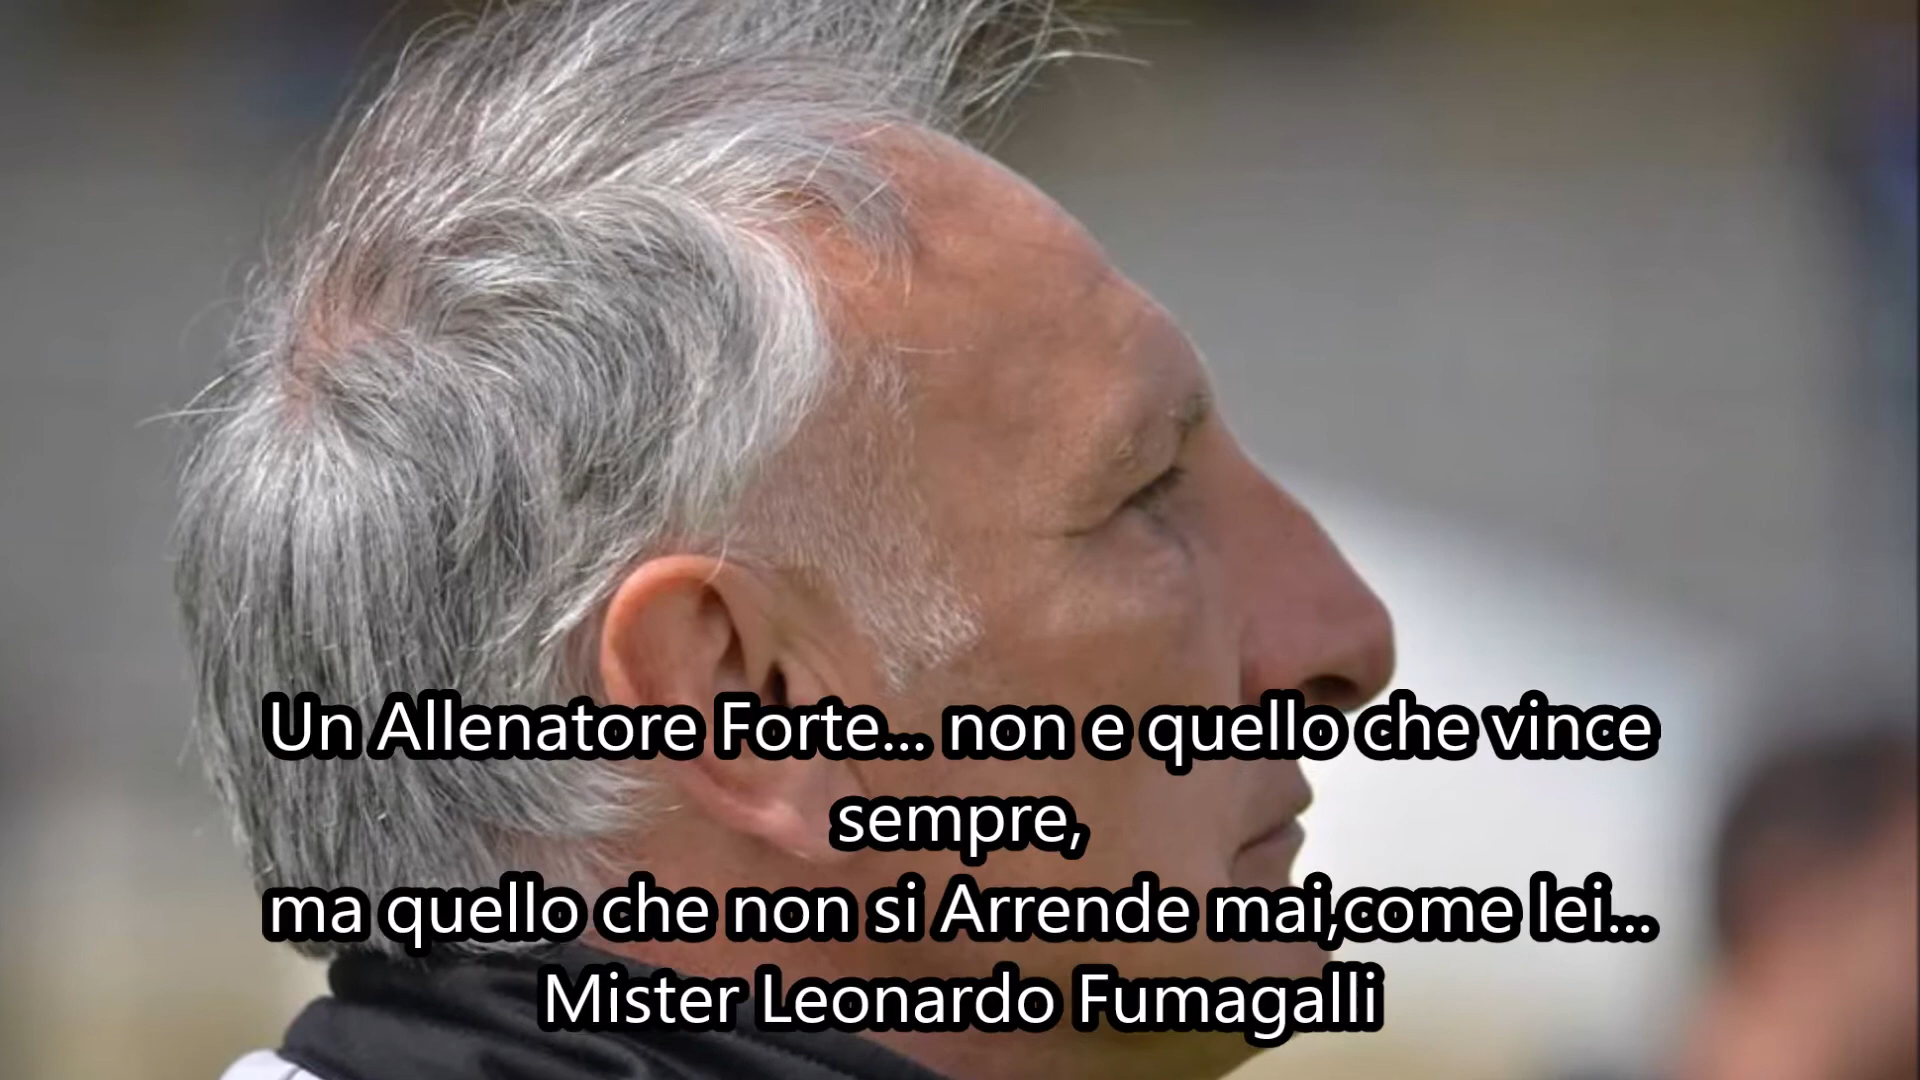 Un Allenatore Forte... non e quello che vince
sempre,
ma quello che non si Arrende mai,come lei...
Mister Leonardo Fumagalli